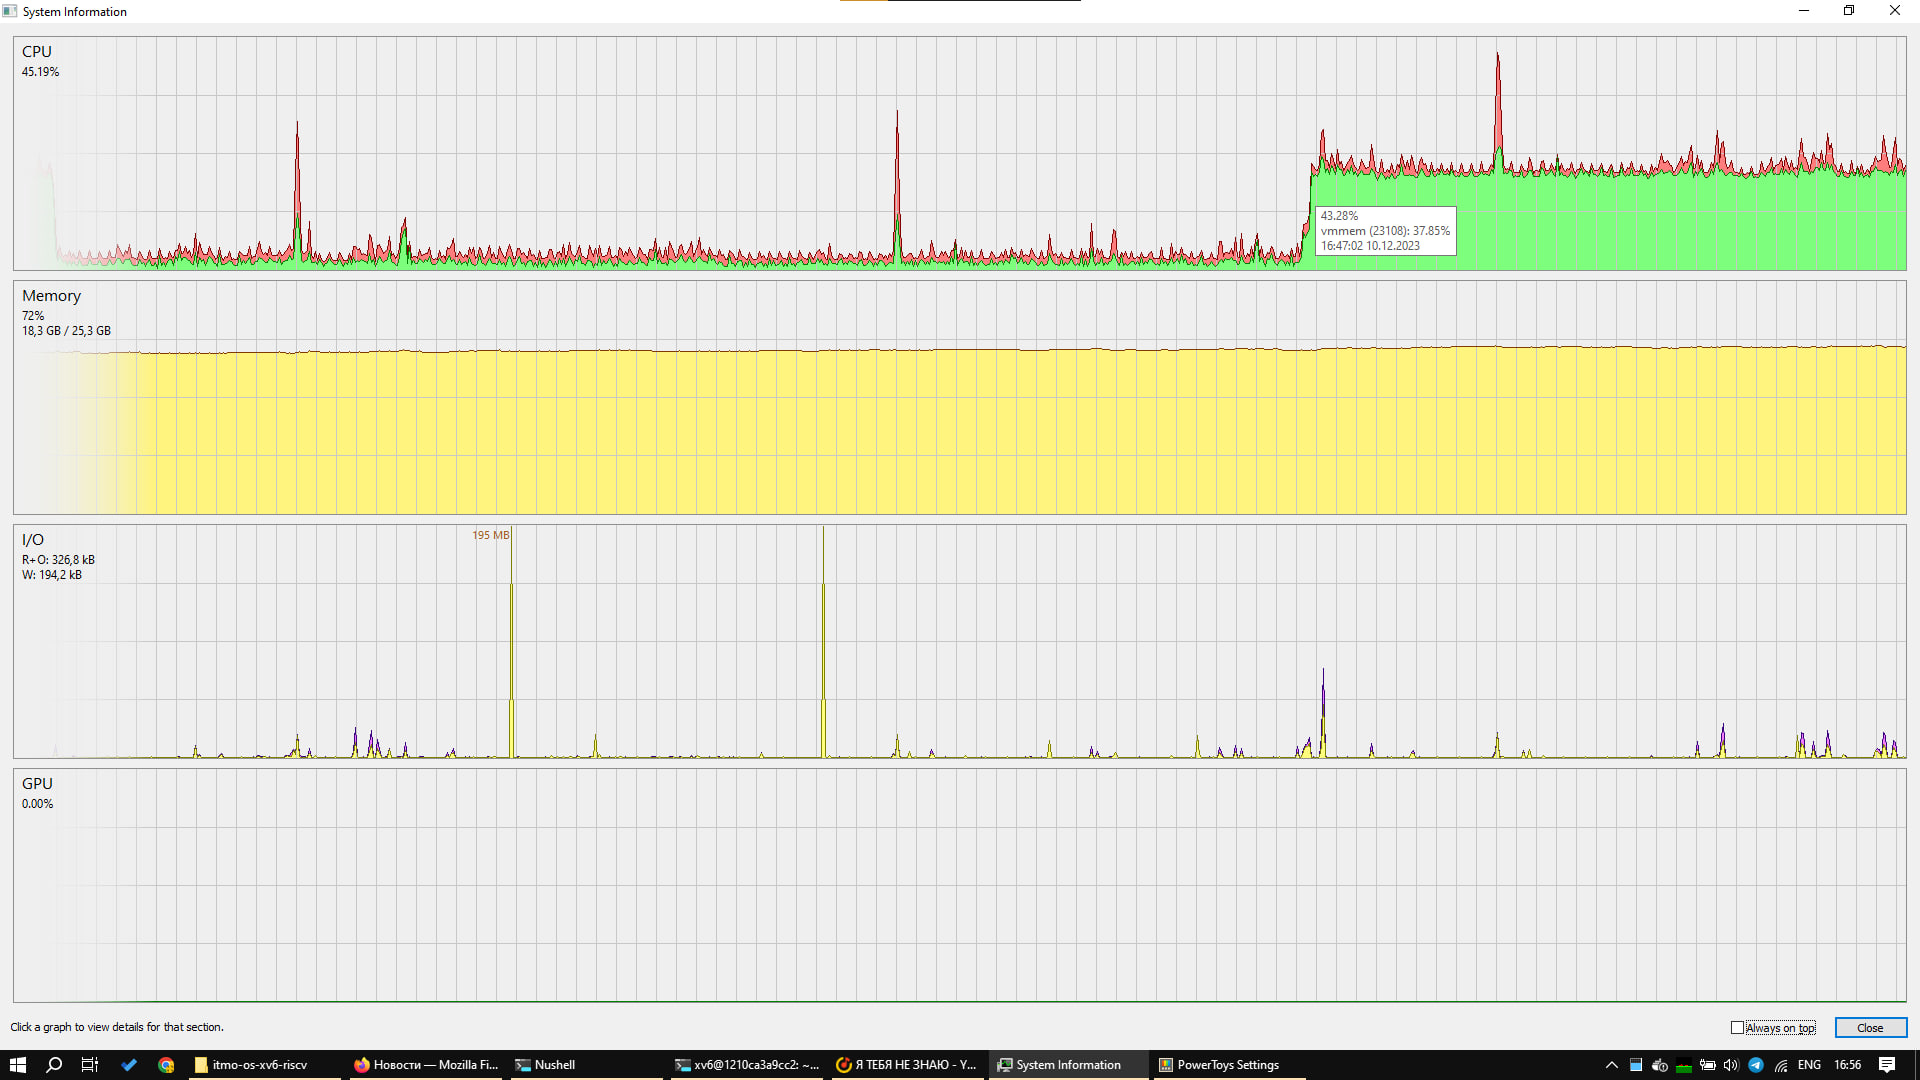 System Information
CPU
45.19%
43.28%
vmmem (23108): 37.85%
16:47:02 10.12.2023
Memory
72%
18,3 GB / 25,3 GB
I/O
R+O: 326,8 kB
W: 194,2 kB
195 MB
GPU
0.00%
Click a graph to view details for that section.
Always on top
Close
itmo-os-xv6-riscv
Новости — Mozilla Fi...
Nushell
xv6@1210ca3a9cc2: ~...
Я ТЕБЯ НЕ ЗНАЮ - Y...
System Information
PowerToys Settings
ENG
16:56